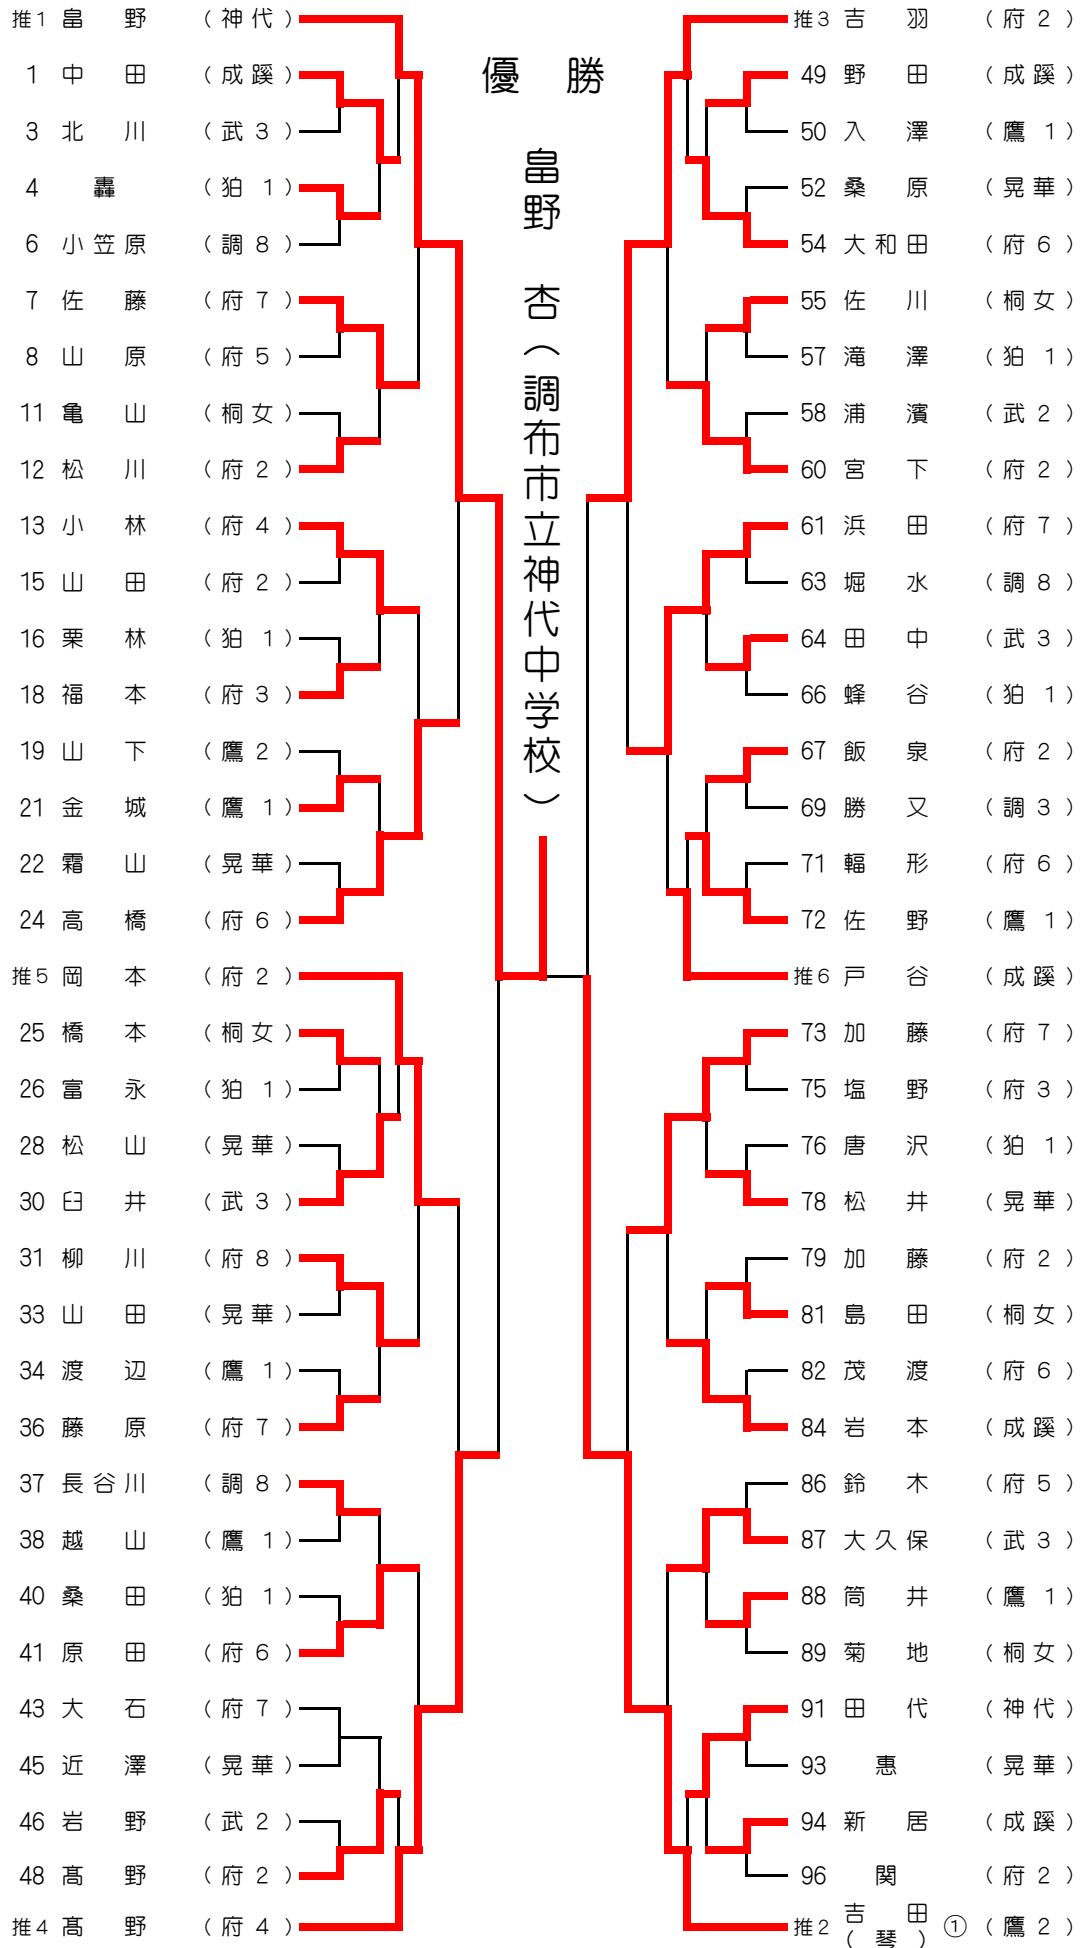 優 勝
畠野 杏（調布市立神代中学校）
推1 畠 野 （神代）
1 中 田 （成蹊）
3 北 川 （武３）
4 轟 （狛 1）
6 小笠原 （調８）
7 佐 藤 （府７）
8 山 原 （府５）
11 亀 山 （桐女）
12 松 川 （府２）
13 小 林 （府４）
15 山 田 （府２）
16 栗 林 （狛 1）
18 福 本 （府３）
19 山 下 （鷹２）
21 金 城 （鷹 1）
22 霜 山 （晃華）
24 高 橋 （府６）
推5 岡 本 （府２）
25 橋 本 （桐女）
26 富 永 （狛 1）
28 松 山 （晃華）
30 臼 井 （武３）
31 柳 川 （府８）
33 山 田 （晃華）
34 渡 辺 （鷹 1）
36 藤 原 （府７）
37 長谷川 （調８）
38 越 山 （鷹 1）
40 桑 田 （狛 1）
41 原 田 （府６）
43 大 石 （府７）
45 近 澤 （晃華）
46 岩 野 （武２）
48 髙 野 （府２）
推4 髙 野 （府４）
推3 吉 羽 （府２）
49 野 田 （成蹊）
50 入 澤 （鷹 1）
52 桑 原 （晃華）
54 大和田 （府６）
55 佐 川 （桐女）
57 滝 澤 （狛 1）
58 浦 濱 （武２）
60 宮 下 （府２）
61 浜 田 （府７）
63 堀 水 （調８）
64 田 中 （武３）
66 蜂 谷 （狛 1）
67 飯 泉 （府２）
69 勝 又 （調３）
71 輻 形 （府６）
72 佐 野 （鷹 1）
推6 戸 谷 （成蹊）
73 加 藤 （府７）
75 塩 野 （府３）
76 唐 沢 （狛 1）
78 松 井 （晃華）
79 加 藤 （府２）
81 島 田 （桐女）
82 茂 渡 （府６）
84 岩 本 （成蹊）
86 鈴 木 （府５）
87 大久保 （武３）
88 筒 井 （鷹 1）
89 菊 地 （桐女）
91 田 代 （神代）
93 惠 （晃華）
94 新 居 （成蹊）
96 関 （府２）
推2 吉 田（琴） ① （鷹２）